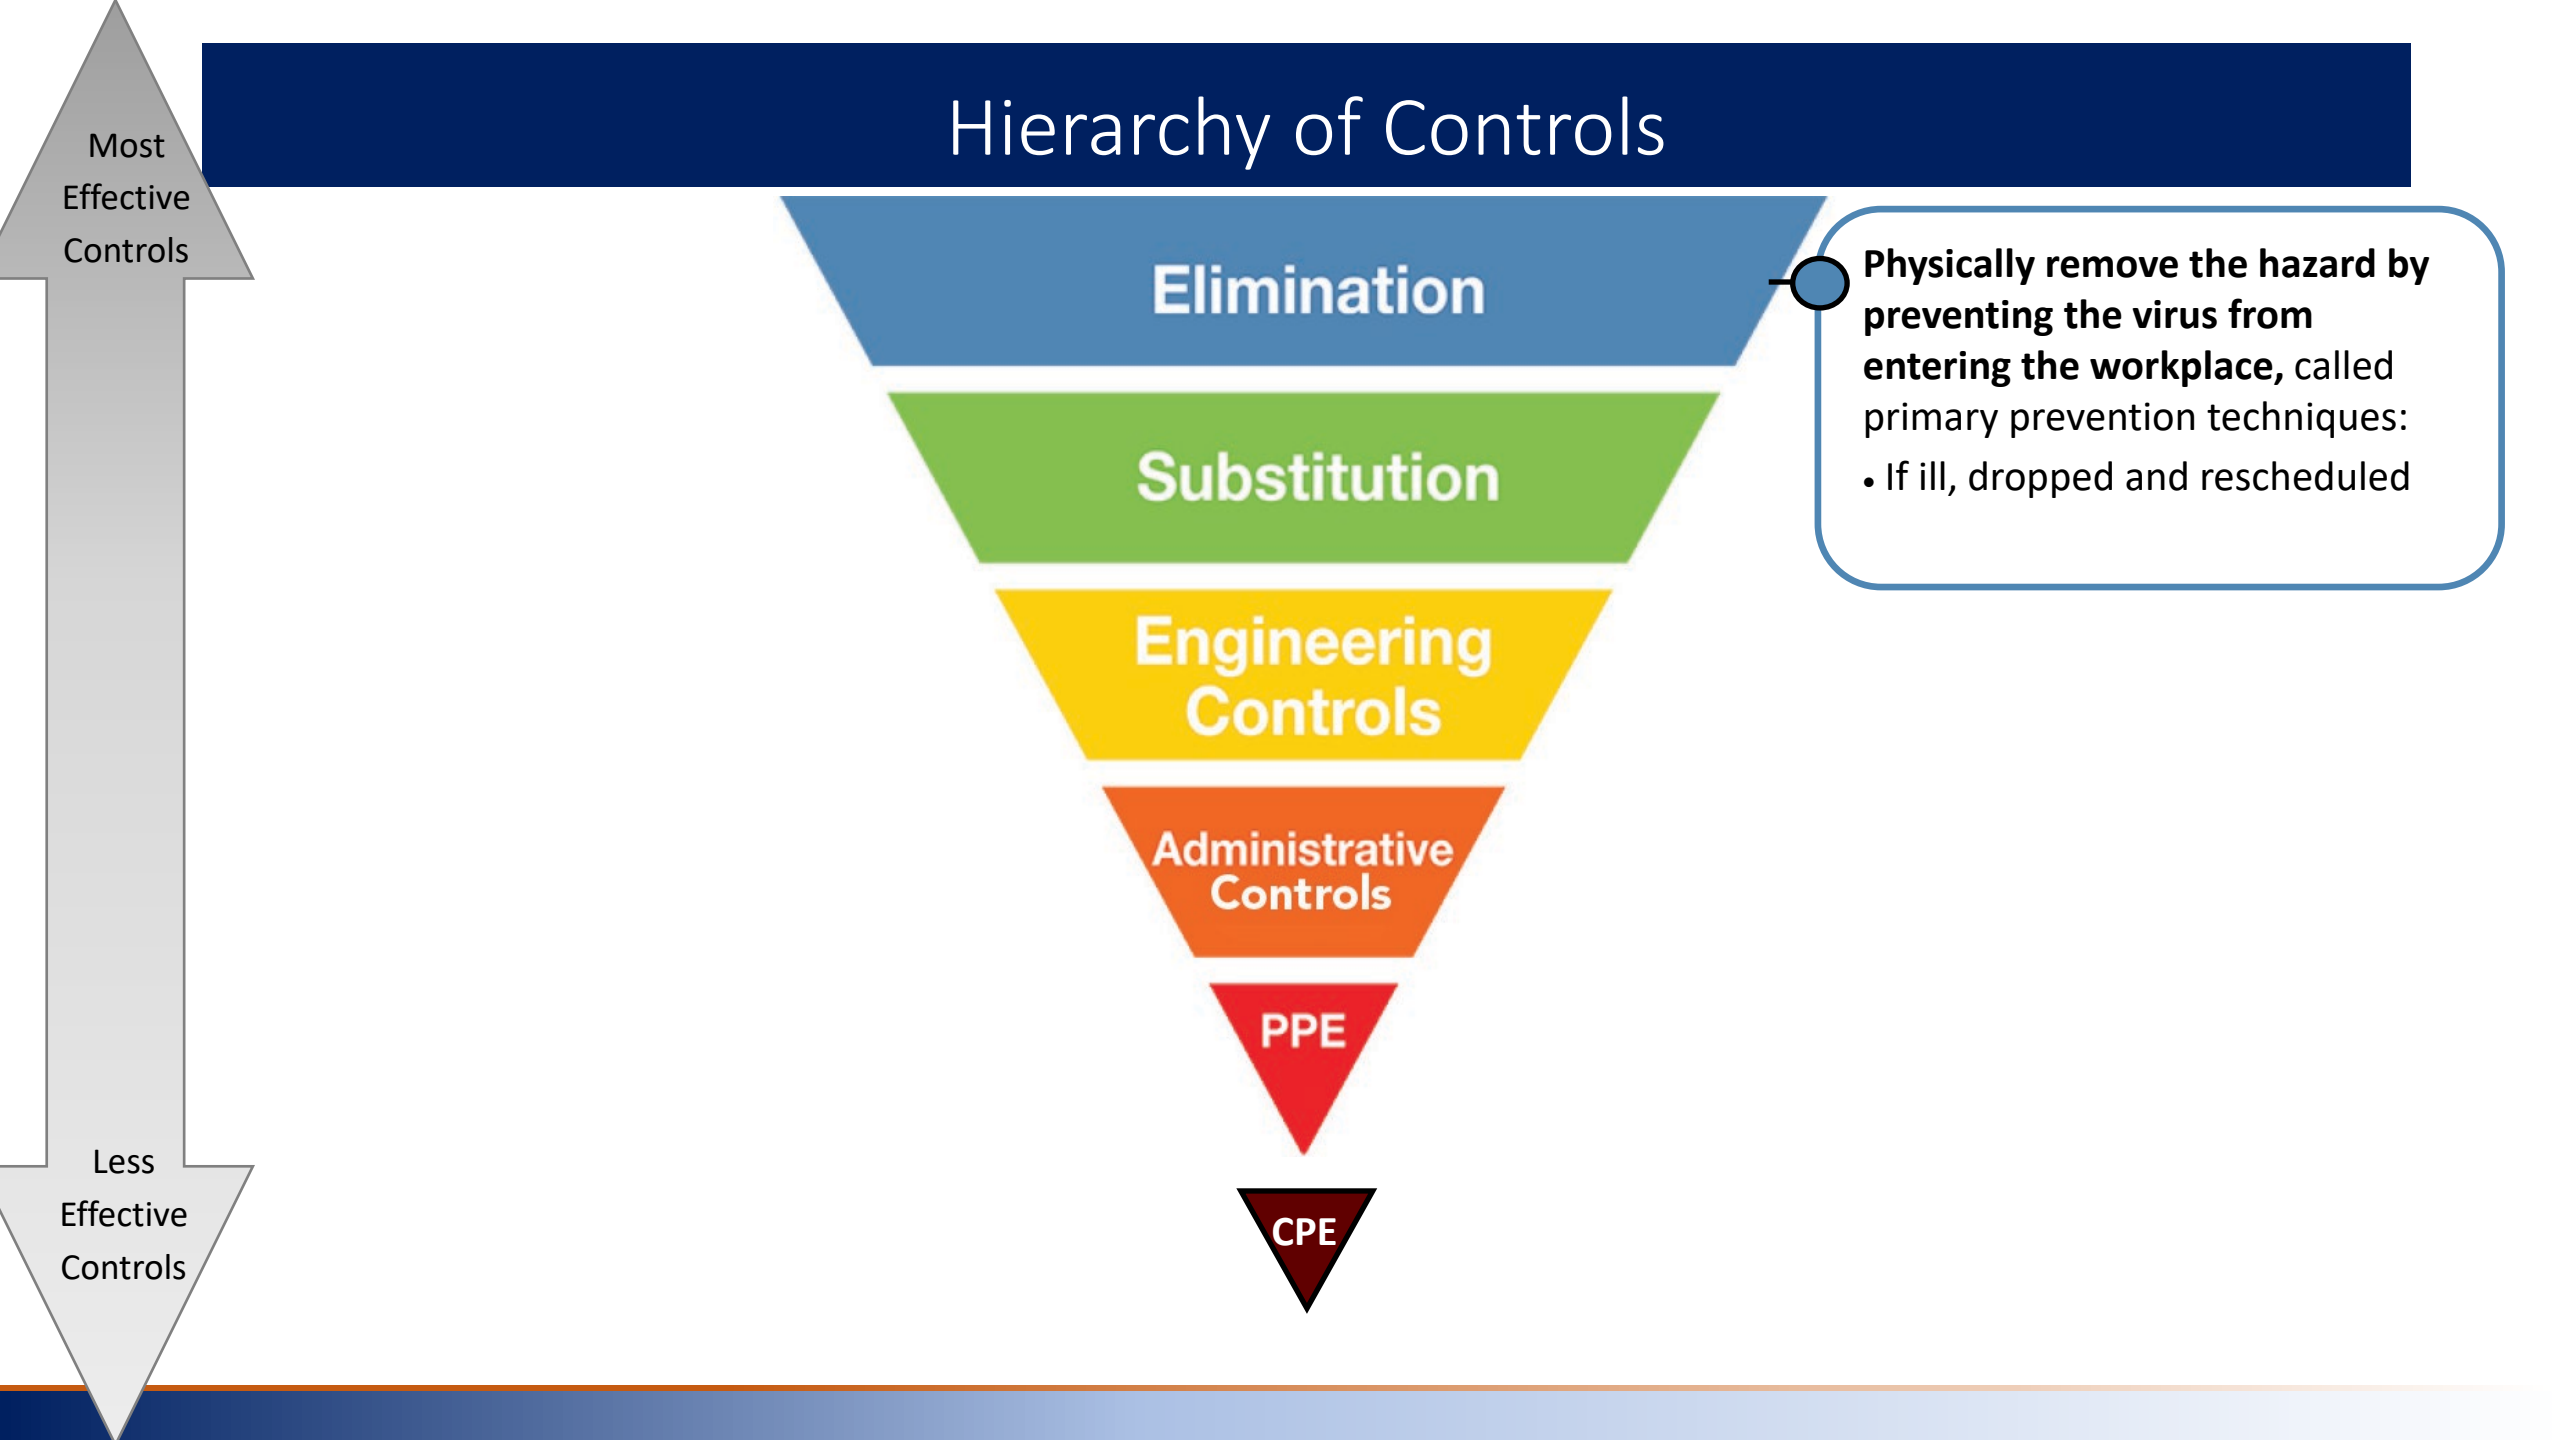 Hierarchy of Controls
Most
Effective
Controls
Elimination
Physically remove the hazard by
preventing the virus from
entering the workplace, called
primary prevention techniques:
• If ill, dropped and rescheduled
Substitution
Engineering
Controls
Administrative
Controls
PPE
CPE
Less
Effective
Controls